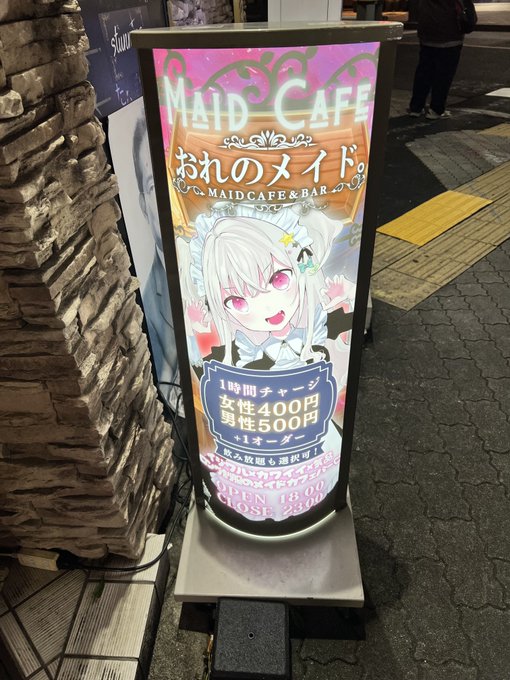 MAID CAFE
おれのメイド。
MAID CAFE & BAR
1時間チャージ
女性400円
男性500円
+1オーダー
飲み放題も選択可！
OPEN 18:00
CLOSE 23:00